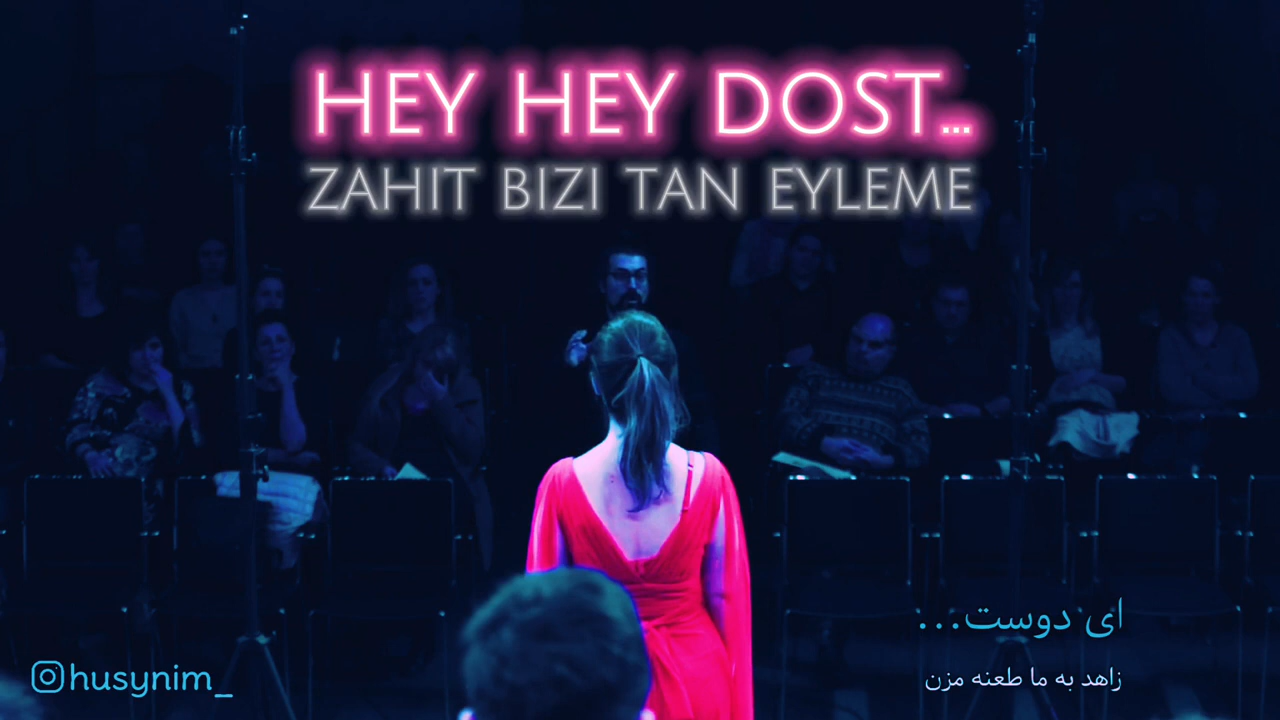 HEY HEY DOST...
ZAHIT BIZI TAN EYLEME
ای دوست...
زاهد به ما طعنه مزن
husynim_